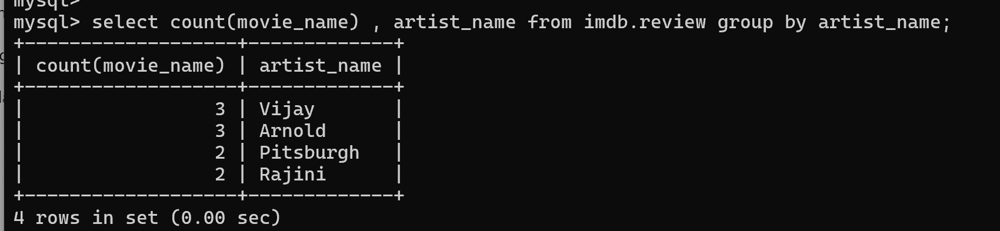 mysql>
mysql> select count(movie_name) , artist_name from imdb.review group by artist_name;
+-------------------+-------------+
| count(movie_name) | artist_name |
+-------------------+-------------+
|                 3 | Vijay       |
|                 3 | Arnold      |
|                 2 | Pitsburgh   |
|                 2 | Rajini      |
+-------------------+-------------+
4 rows in set (0.00 sec)